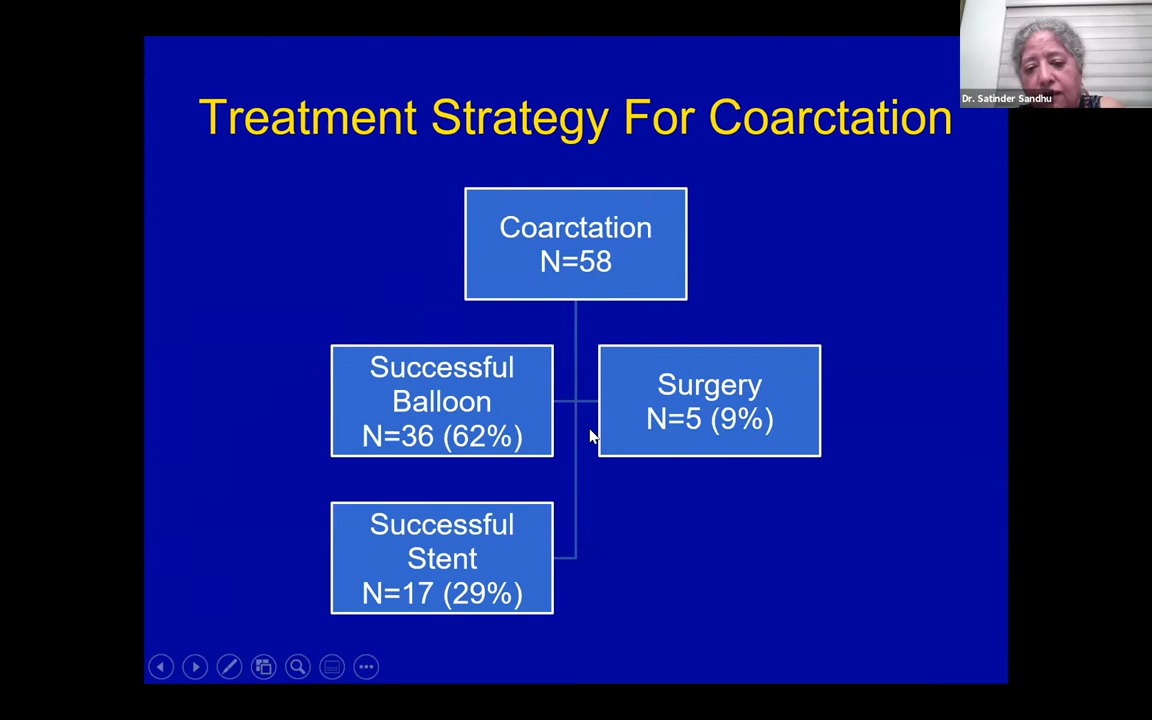 Dr. Satinder Sandhu
Treatment Strategy For Coarctation
Coarctation
N=58
Successful
Balloon
N=36 (62%)
Surgery
N=5 (9%)
Successful
Stent
N=17 (29%)